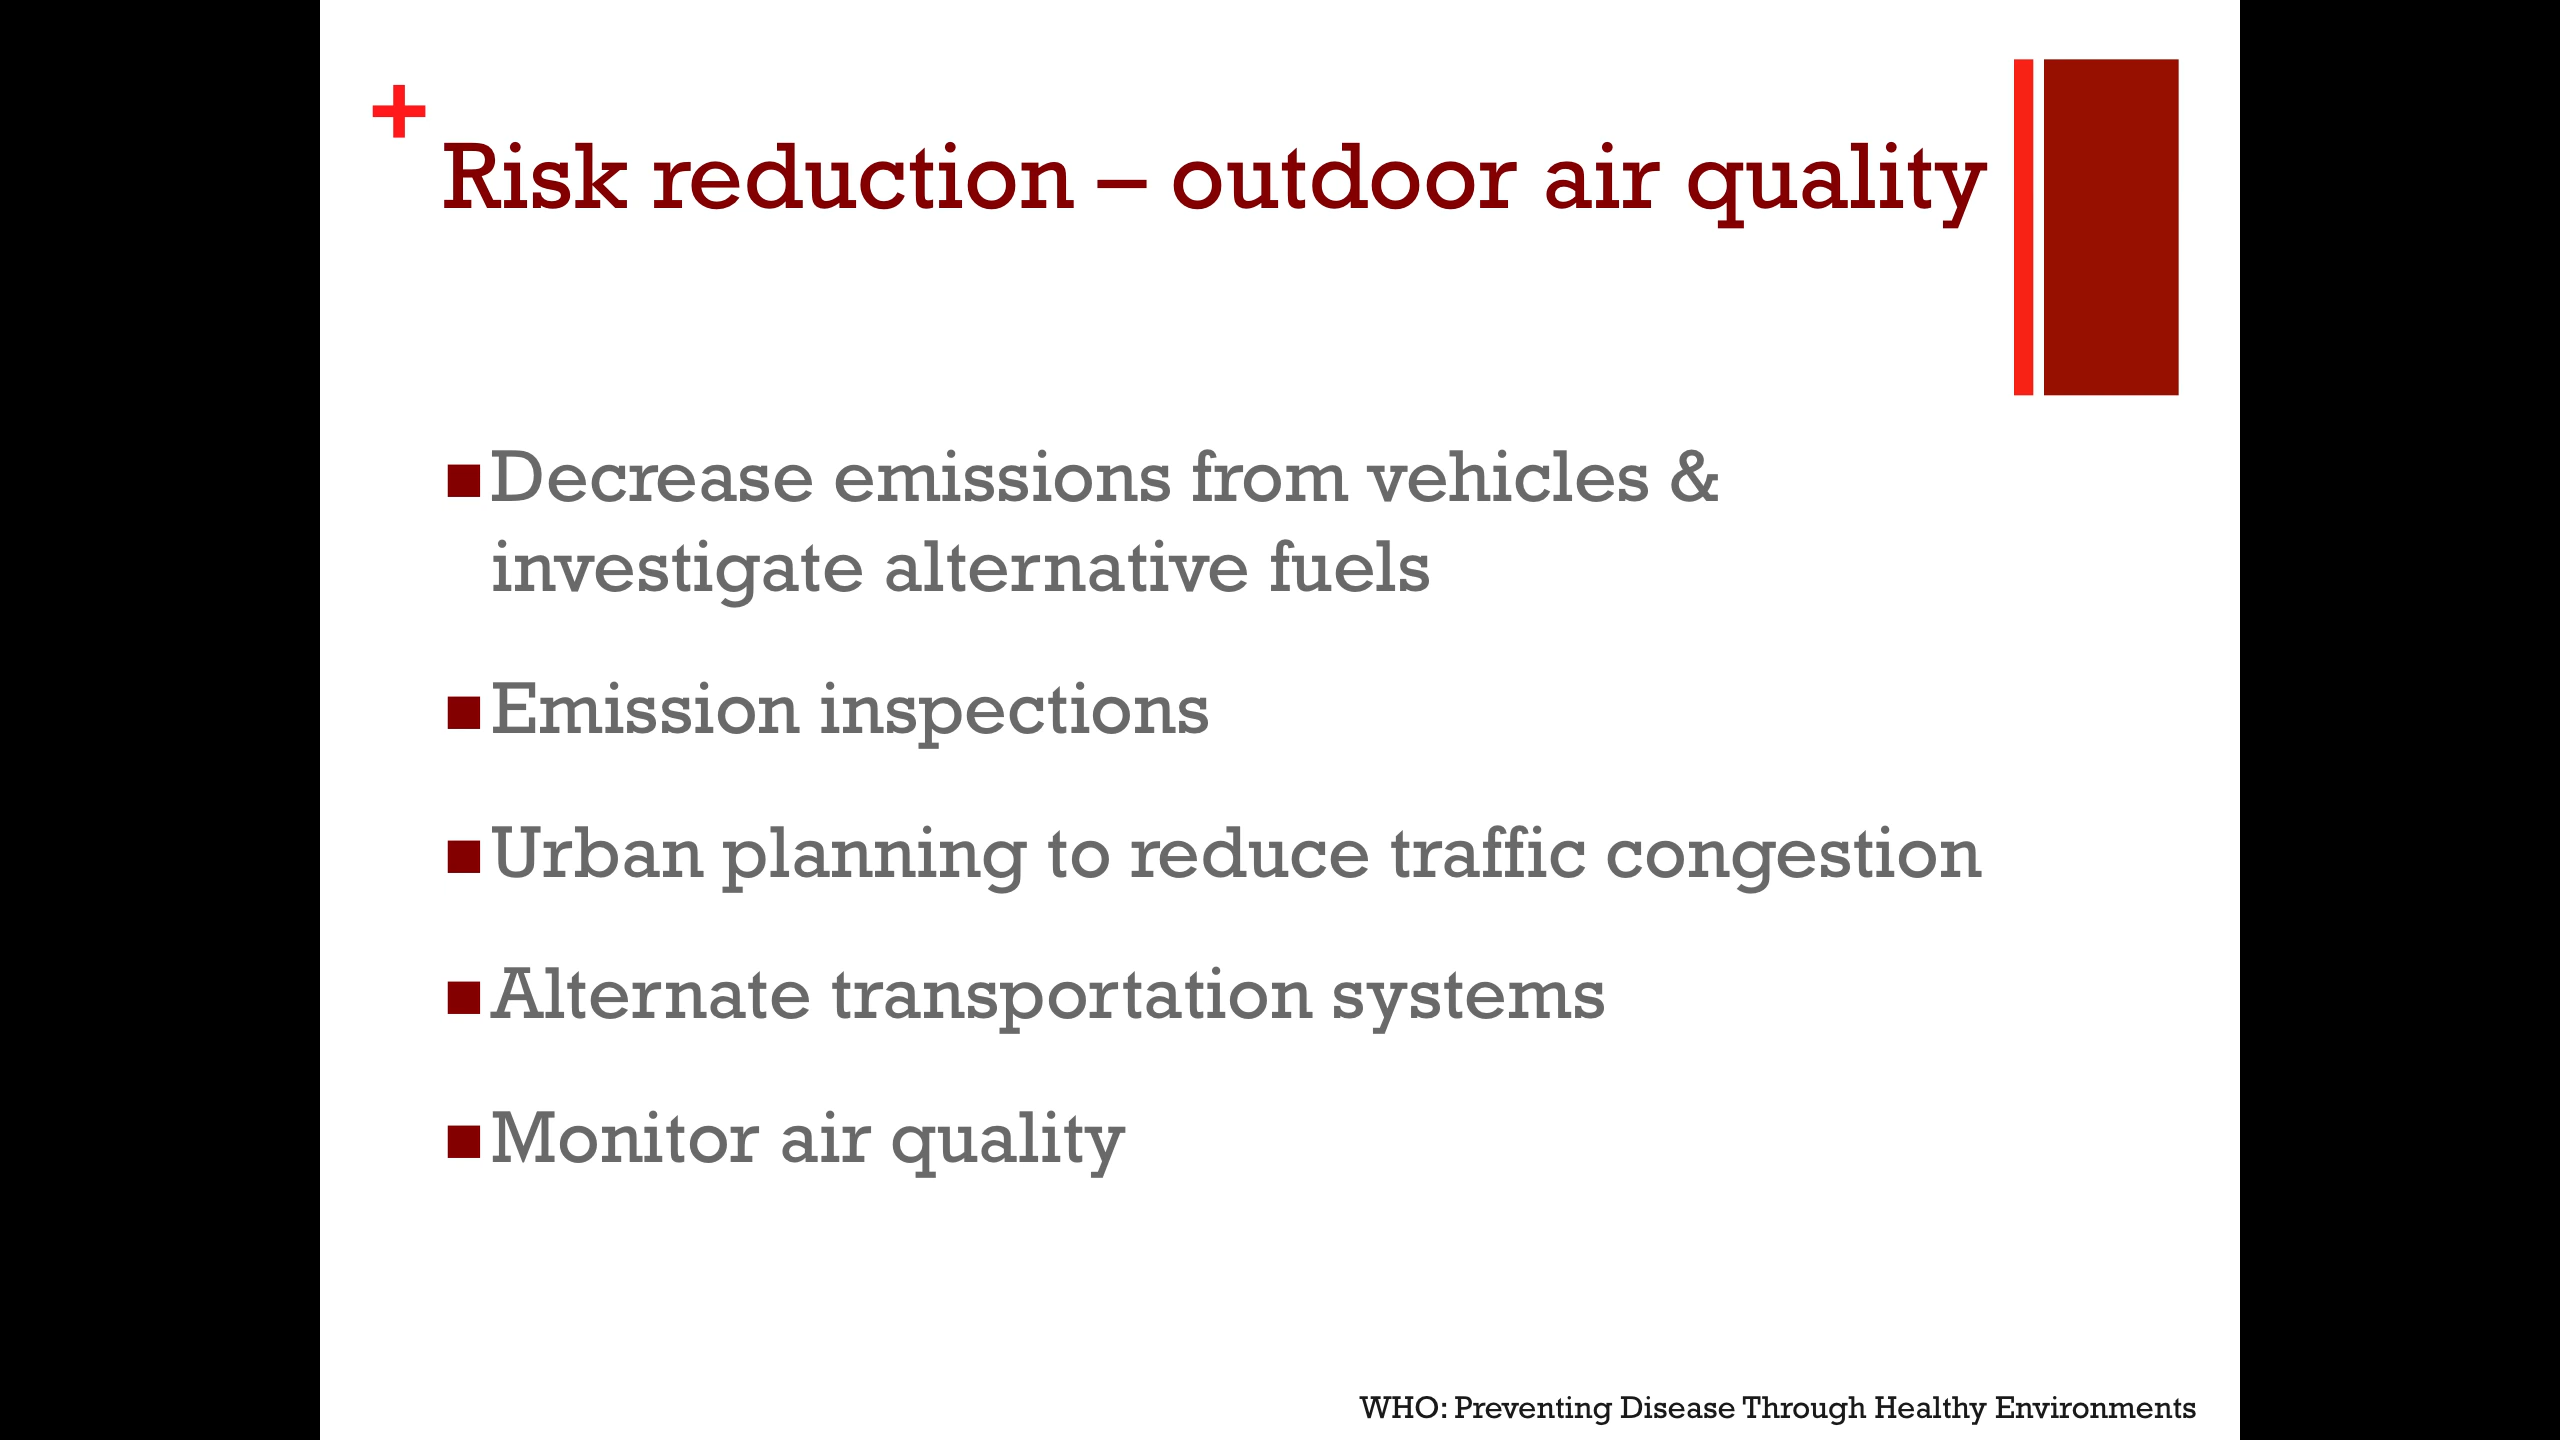 +
Risk reduction – outdoor air quality
■Decrease emissions from vehicles &
investigate alternative fuels
■Emission inspections
■Urban planning to reduce traffic congestion
■Alternate transportation systems
■Monitor air quality
WHO: Preventing Disease Through Healthy Environments